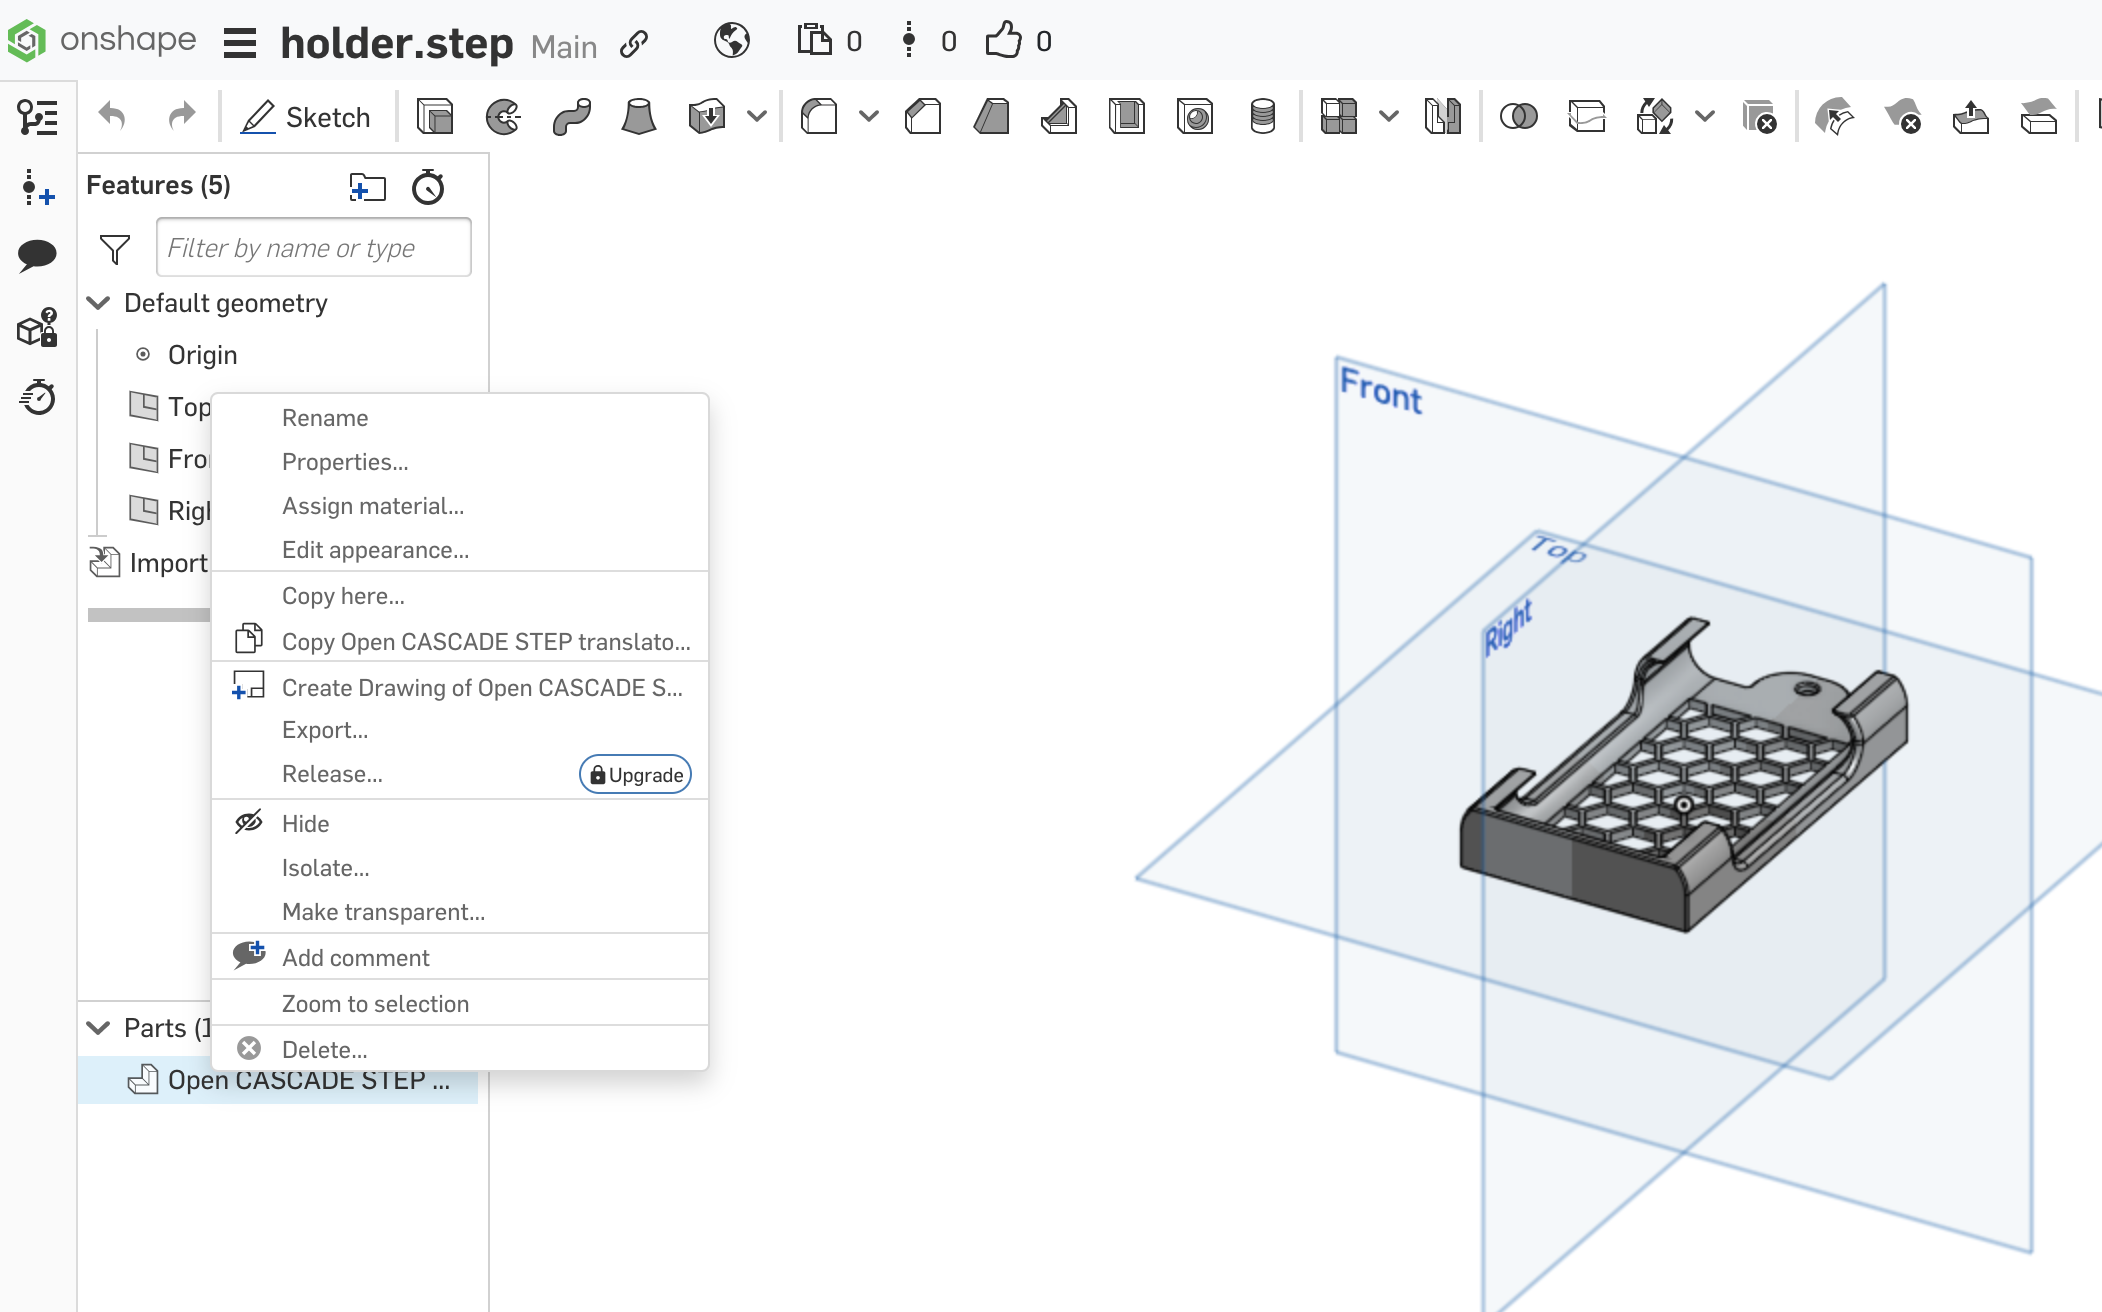 onshape holder.step Main 0 0 0
Sketch
Features (5)
Filter by name or type
Default geometry
Origin
Top
Fro
Righ
Import
Rename
Properties...
Assign material...
Edit appearance...
Copy here...
Copy Open CASCADE STEP translato...
Create Drawing of Open CASCADE S...
Export...
Release... Upgrade
Hide
Isolate...
Make transparent...
Add comment
Zoom to selection
Delete...
Parts (1
Open CASCADE STEP ...
Front
Top
Right